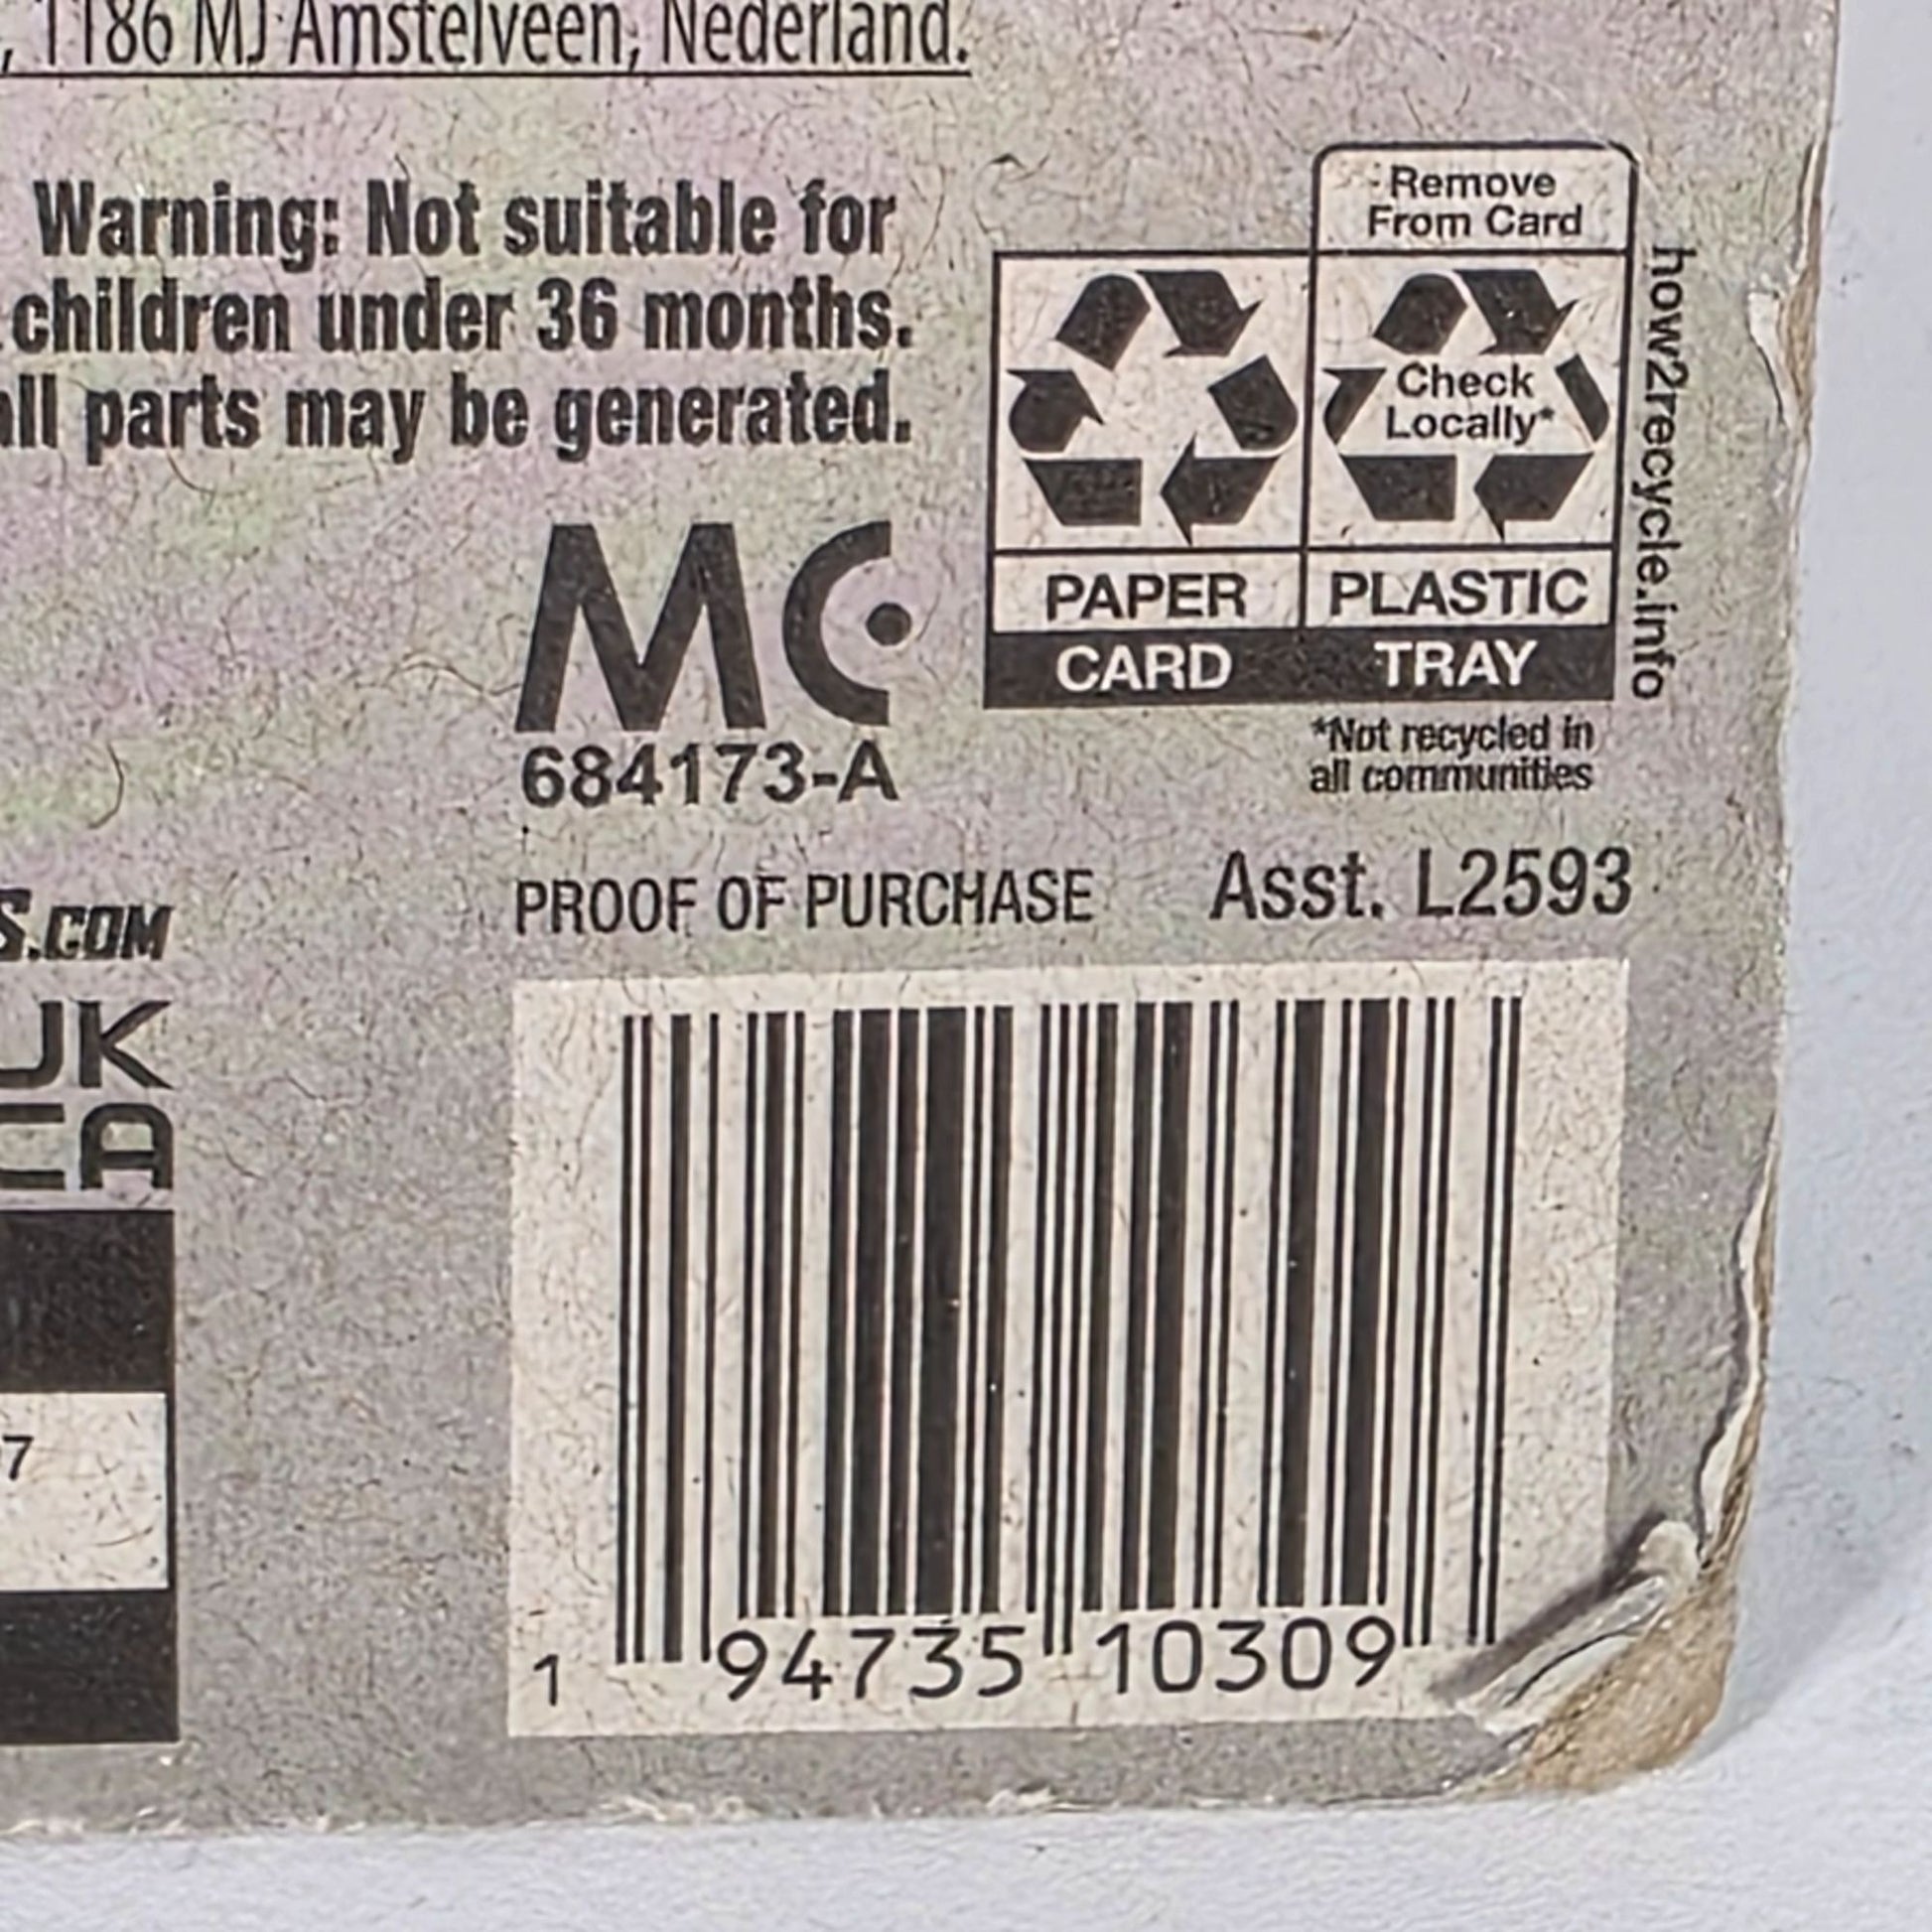 , 1186 MJ Amstelveen, Nederland.
Warning: Not suitable for
children under 36 months.
parts may be generated.
Remove
From Card
Check
Locally*
PAPER
PLASTIC
CARD
TRAY
how2recycle.info
*Not recycled in
all communities
MC
684173-A
PROOF OF PURCHASE
Asst. L2593
S.COM
UK
CA
7
1 94735 10309